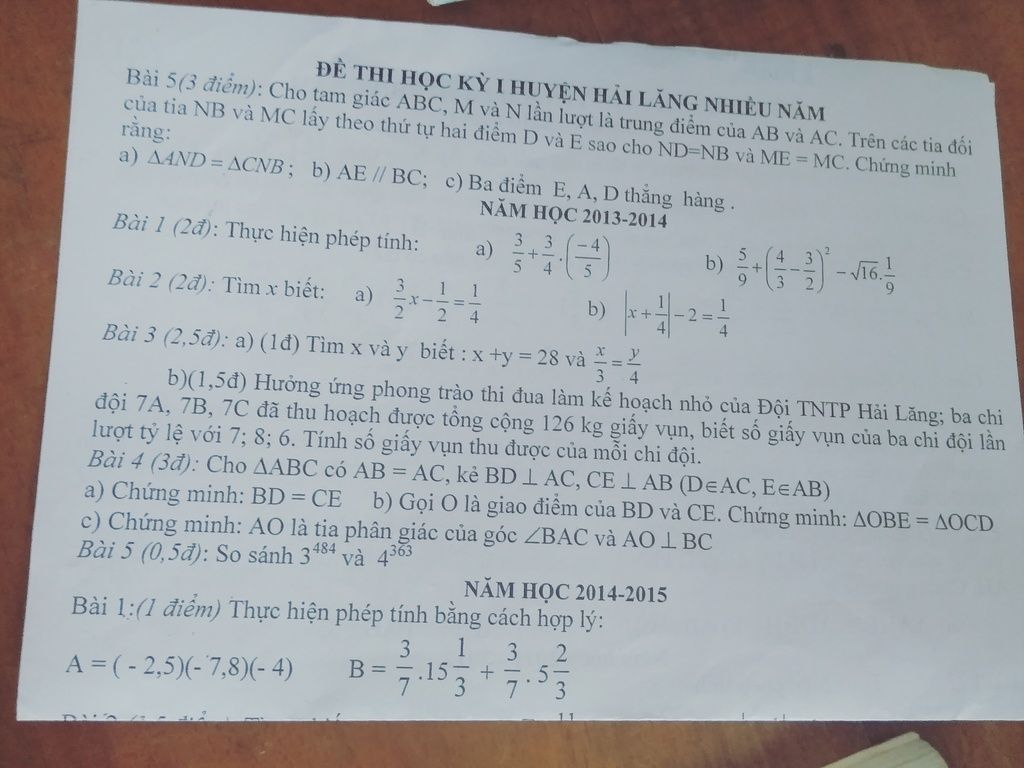 ĐỀ THI HỌC KỲ I HUYỆN HẢI LĂNG NHIỀU NĂM
Bài 5(3 điểm): Cho tam giác ABC, M và N lần lượt là trung điểm của AB và AC. Trên các tia đối
của tia NB và MC lấy theo thứ tự hai điểm D và E sao cho ND=NB và ME = MC. Chứng minh
rằng:
a) ΔAND = ΔCNB ; b) AE // BC; c) Ba điểm E, A, D thẳng hàng .
NĂM HỌC 2013-2014
Bài 1 (2đ): Thực hiện phép tính: a) 3/5 + 3/4 . (-4/5) b) 5/9 + (4/3 - 3/2)² - √16 . 1/9
Bài 2 (2đ): Tìm x biết: a) 3/2 x - 1/2 = 1/4 b) |x + 1/4| - 2 = 1/4
Bài 3 (2,5đ): a) (1đ) Tìm x và y biết : x +y = 28 và x/3 = y/4
b)(1,5đ) Hưởng ứng phong trào thi đua làm kế hoạch nhỏ của Đội TNTP Hải Lăng; ba chi
đội 7A, 7B, 7C đã thu hoạch được tổng cộng 126 kg giấy vụn, biết số giấy vụn của ba chi đội lần
lượt tỷ lệ với 7; 8; 6. Tính số giấy vụn thu được của mỗi chi đội.
Bài 4 (3đ): Cho ΔABC có AB = AC, kẻ BD ⊥ AC, CE ⊥ AB (D∈AC, E∈AB)
a) Chứng minh: BD = CE b) Gọi O là giao điểm của BD và CE. Chứng minh: ΔOBE = ΔOCD
c) Chứng minh: AO là tia phân giác của góc ∠BAC và AO ⊥ BC
Bài 5 (0,5đ): So sánh 3⁴⁸⁴ và 4³⁶³
NĂM HỌC 2014-2015
Bài 1:(1 điểm) Thực hiện phép tính bằng cách hợp lý:
A = ( - 2,5)(- 7,8)(- 4) B = 3/7 .15 1/3 + 3/7 . 5 2/3